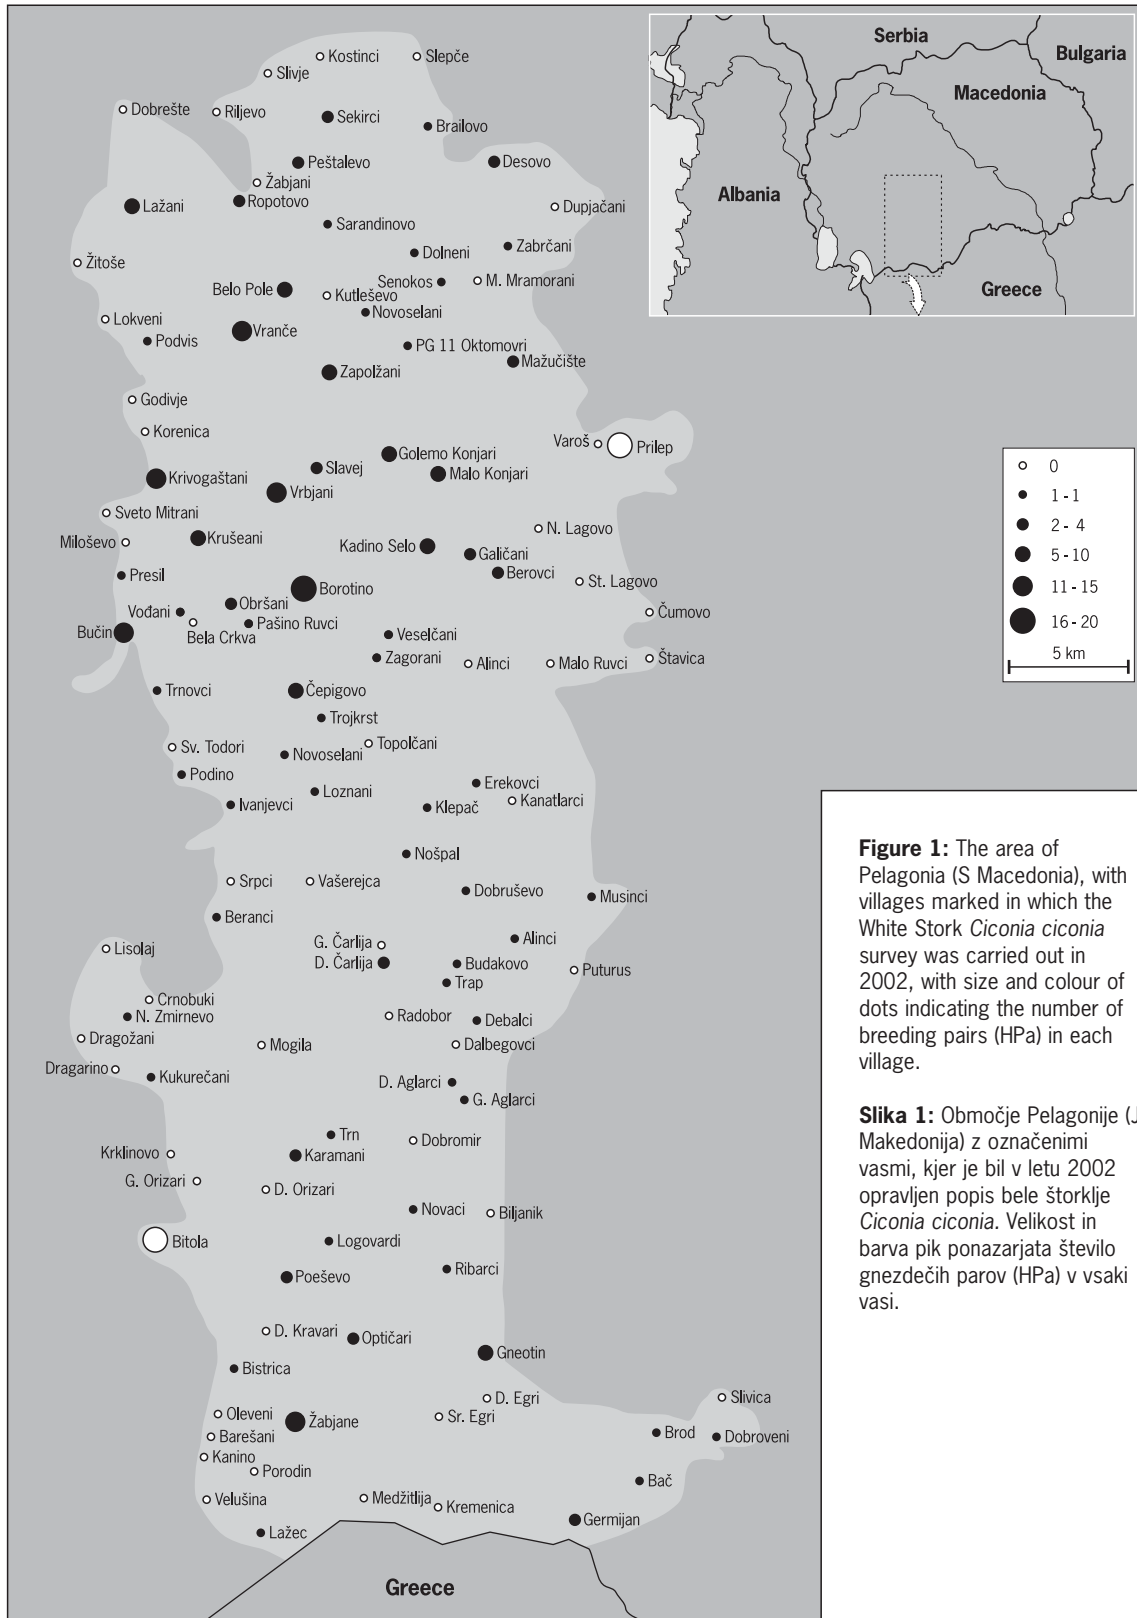 Kostinci
Slepče
Slivje
Dobrešte
Riljevo
Sekirci
Brailovo
Peštalevo
Desovo
Žabjani
Lažani
Ropotovo
Dupjačani
Sarandinovo
Zabrčani
Dolneni
Žitoše
Senokos
M. Mramorani
Belo Pole
Kutleševo
Novoselani
Lokveni
Vranče
Podvis
PG 11 Oktomovri
Mažučište
Zapolžani
Godivje
Korenica
Varoš
Prilep
Golemo Konjari
Slavej
Malo Konjari
Krivogaštani
Vrbjani
Sveto Mitrani
N. Lagovo
Miloševo
Krušeani
Kadino Selo
Galičani
Berovci
Presil
St. Lagovo
Borotino
Obršani
Vođani
Čumovo
Bela Crkva
Pašino Ruvci
Bučin
Veselčani
Zagorani
Alinci
Malo Ruvci
Štavica
Trnovci
Čepigovo
Trojkrst
Sv. Todori
Topolčani
Novoselani
Podino
Erekovci
Loznani
Kanatlarci
Ivanjevci
Klepač
Nošpal
Srpci
Vašerejca
Dobruševo
Musinci
Beranci
Alinci
Lisolaj
G. Čarlija
D. Čarlija
Budakovo
Puturus
Trap
Crnobuki
N. Zmirnevo
Radobor
Debalci
Dragožani
Mogila
Dalbegovci
Dragarino
Kukurečani
D. Aglarci
G. Aglarci
Trn
Dobromir
Krklinovo
Karamani
G. Orizari
D. Orizari
Novaci
Biljanik
Bitola
Logovardi
Poeševo
Ribarci
D. Kravari
Optičari
Gneotin
Bistrica
D. Egri
Slivica
Oleveni
Žabjane
Sr. Egri
Barešani
Brod
Dobroveni
Kanino
Porodin
Bač
Velušina
Medžitlija
Kremenica
Germijan
Lažec
Greece
Serbia
Bulgaria
Macedonia
Albania
Greece
0
1 - 1
2 - 4
5 - 10
11 - 15
16 - 20
5 km
Figure 1: The area of
Pelagonia (S Macedonia), with
villages marked in which the
White Stork Ciconia ciconia
survey was carried out in
2002, with size and colour of
dots indicating the number of
breeding pairs (HPa) in each
village.
Slika 1: Območje Pelagonije (J
Makedonija) z označenimi
vasmi, kjer je bil v letu 2002
opravljen popis bele štorklje
Ciconia ciconia. Velikost in
barva pik ponazarjata število
gnezdečih parov (HPa) v vsaki
vasi.